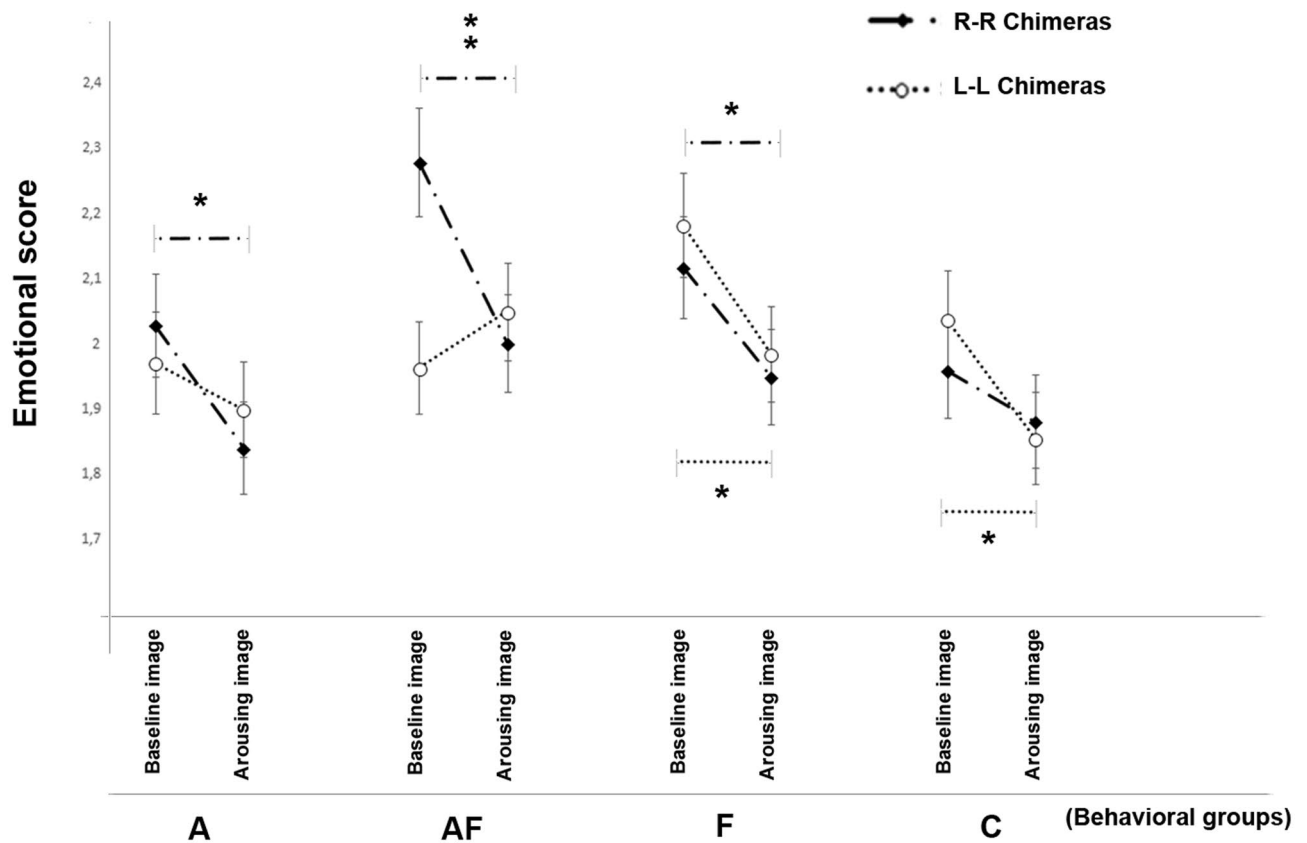 R-R Chimeras
L-L Chimeras
Emotional score
2,4
2,3
2,2
2,1
2
1,9
1,8
1,7
*
*
*
*
*
*
*
Baseline image
Arousing image
Baseline image
Arousing image
Baseline image
Arousing image
Baseline image
Arousing image
A AF F C (Behavioral groups)